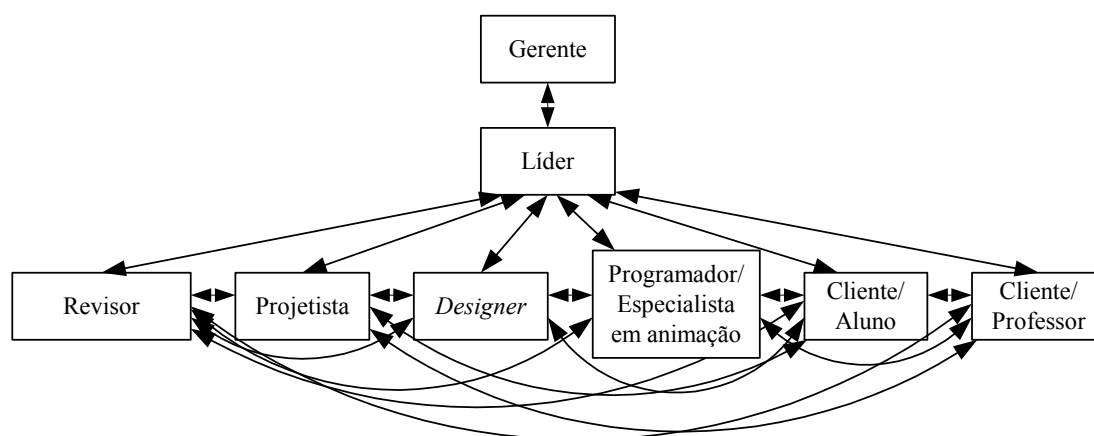 Gerente
Líder
Revisor
Projetista
Designer
Programador/
Especialista
em animação
Cliente/
Aluno
Cliente/
Professor